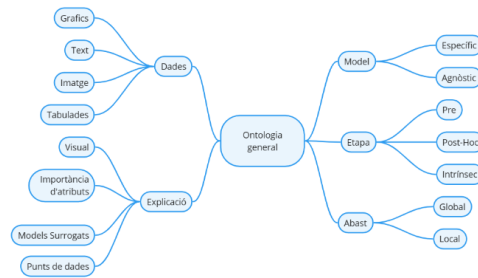 Grafics
Text
Imatge
Tabulades
Dades
Visual
Importància
d'atributs
Models Surrogats
Punts de dades
Explicació
Ontologia
general
Model
Específic
Agnòstic
Etapa
Pre
Post-Hoc
Intrínsec
Abast
Global
Local